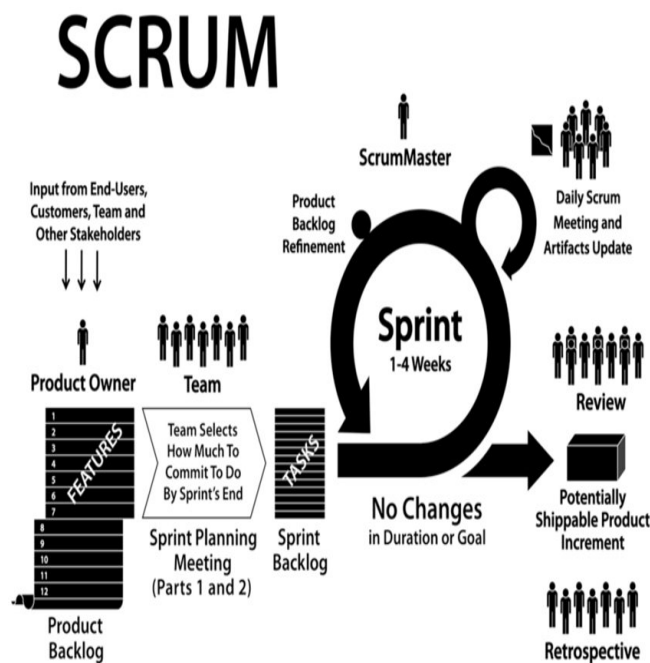 SCRUM
Input from End-Users,
Customers, Team and
Other Stakeholders
Product Owner
Team
1
2
3
4
5
6
7
8
9
10
11
12
FEATURES
Product
Backlog
Team Selects
How Much To
Commit To Do
By Sprint's End
Sprint Planning
Meeting
(Parts 1 and 2)
TASKS
Sprint
Backlog
ScrumMaster
Product
Backlog
Refinement
Sprint
1-4 Weeks
No Changes
in Duration or Goal
Daily Scrum
Meeting and
Artifacts Update
Review
Potentially
Shippable Product
Increment
Retrospective